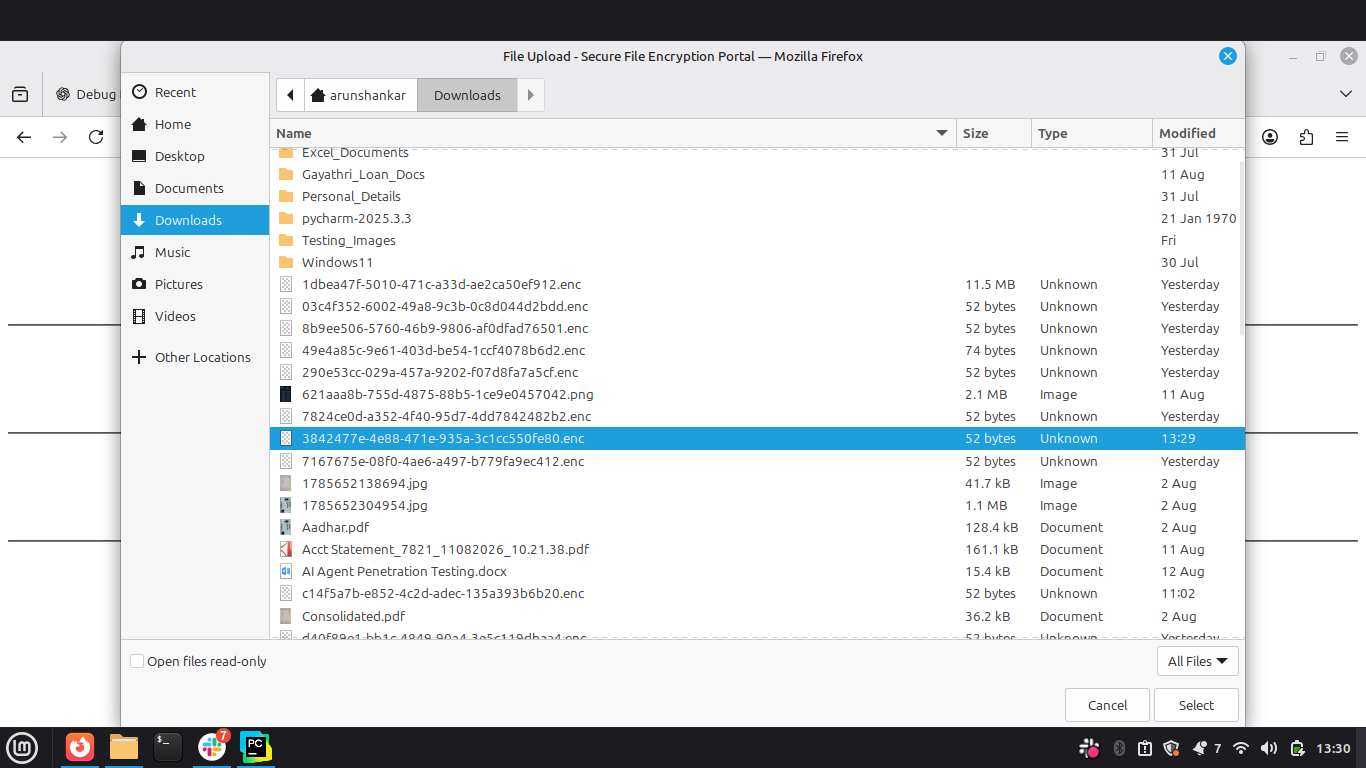 File Upload - Secure File Encryption Portal — Mozilla Firefox
Debug
Recent
Home
Desktop
Documents
Downloads
Music
Pictures
Videos
Other Locations
arunshankar Downloads
Name Size Type Modified
Excel_Documents 31 Jul
Gayathri_Loan_Docs 11 Aug
Personal_Details 31 Jul
pycharm-2025.3.3 21 Jan 1970
Testing_Images Fri
Windows11 30 Jul
1dbea47f-5010-471c-a33d-ae2ca50ef912.enc 11.5 MB Unknown Yesterday
03c4f352-6002-49a8-9c3b-0c8d044d2bdd.enc 52 bytes Unknown Yesterday
8b9ee506-5760-46b9-9806-af0dfad76501.enc 52 bytes Unknown Yesterday
49e4a85c-9e61-403d-be54-1ccf4078b6d2.enc 74 bytes Unknown Yesterday
290e53cc-029a-457a-9202-f07d8fa7a5cf.enc 52 bytes Unknown Yesterday
621aaa8b-755d-4875-88b5-1ce9e0457042.png 2.1 MB Image 11 Aug
7824ce0d-a352-4f40-95d7-4dd7842482b2.enc 52 bytes Unknown Yesterday
3842477e-4e88-471e-935a-3c1cc550fe80.enc 52 bytes Unknown 13:29
7167675e-08f0-4ae6-a497-b779fa9ec412.enc 52 bytes Unknown Yesterday
1785652138694.jpg 41.7 kB Image 2 Aug
1785652304954.jpg 1.1 MB Image 2 Aug
Aadhar.pdf 128.4 kB Document 2 Aug
Acct Statement_7821_11082026_10.21.38.pdf 161.1 kB Document 11 Aug
AI Agent Penetration Testing.docx 15.4 kB Document 12 Aug
c14f5a7b-e852-4c2d-adec-135a393b6b20.enc 52 bytes Unknown 11:02
Consolidated.pdf 36.2 kB Document 2 Aug
52 bytes Unknown Yesterday
Open files read-only
All Files
Cancel Select
7
PC
7
13:30